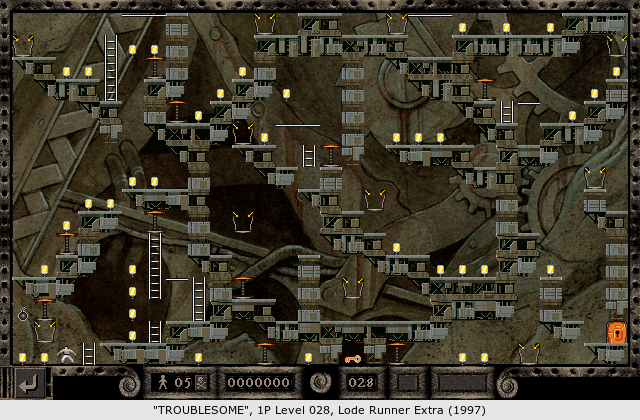 05 0000000 028
"TROUBLESOME", 1P Level 028, Lode Runner Extra (1997)